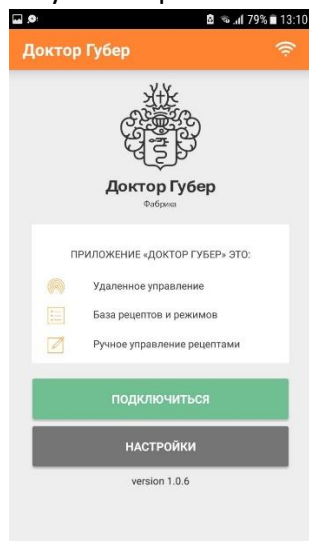 79% 13:10
Доктор Губер
Доктор Губер
Фабрика
ПРИЛОЖЕНИЕ «ДОКТОР ГУБЕР» ЭТО:
Удаленное управление
База рецептов и режимов
Ручное управление рецептами
ПОДКЛЮЧИТЬСЯ
НАСТРОЙКИ
version 1.0.6